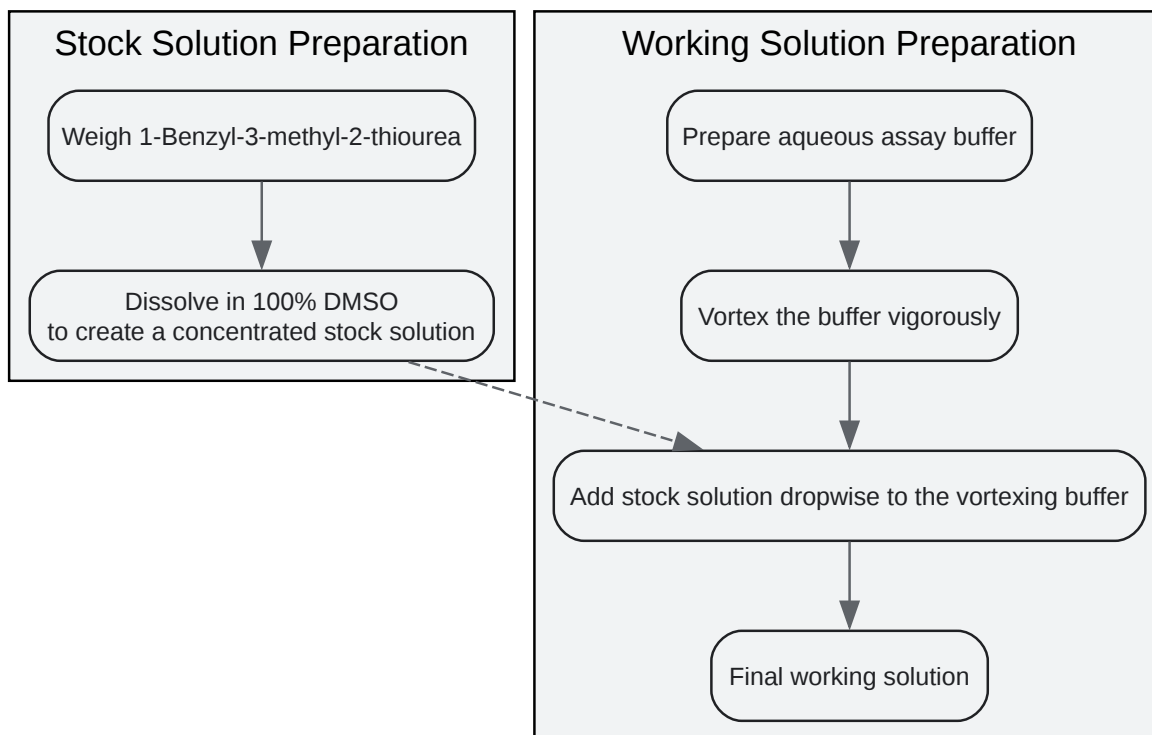 Stock Solution Preparation
Weigh 1-Benzyl-3-methyl-2-thiourea
Dissolve in 100% DMSO
to create a concentrated stock solution
Working Solution Preparation
Prepare aqueous assay buffer
Vortex the buffer vigorously
Add stock solution dropwise to the vortexing buffer
Final working solution